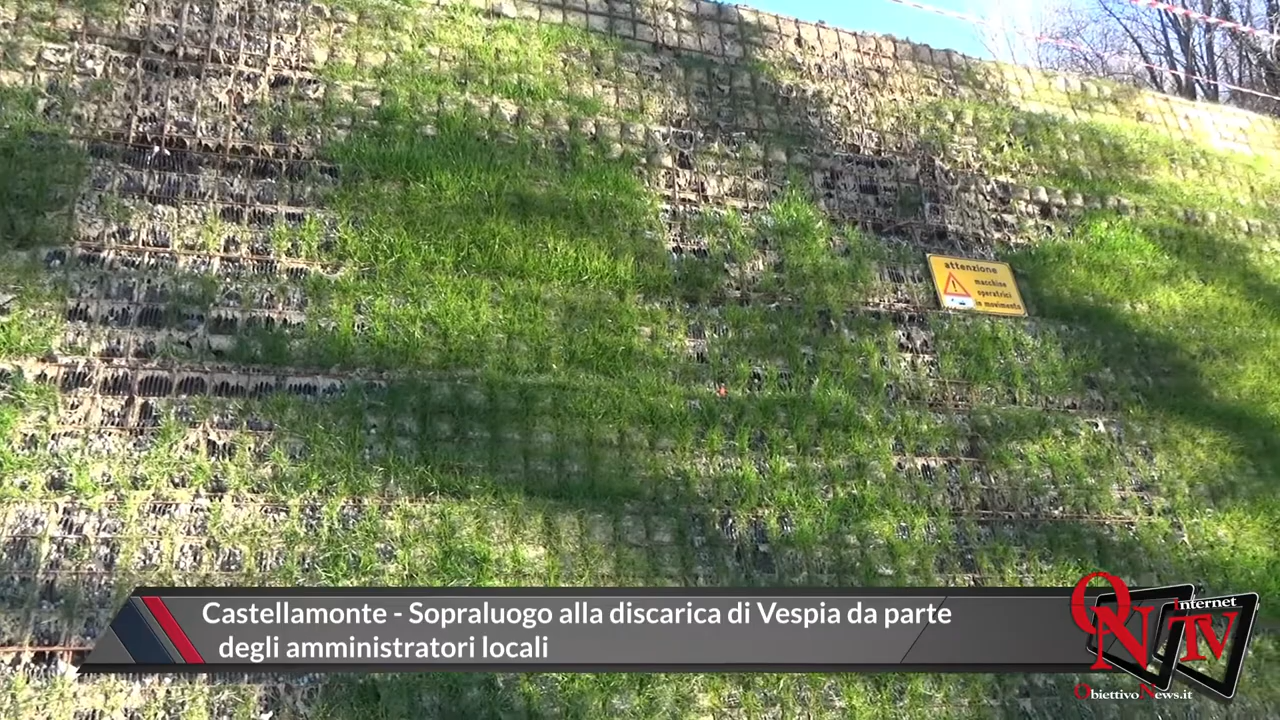 attenzione
macchine
operatrici
in movimento
Castellamonte - Sopraluogo alla discarica di Vespia da parte
degli amministratori locali
ON Internet
TV
ObiettivoNews.it